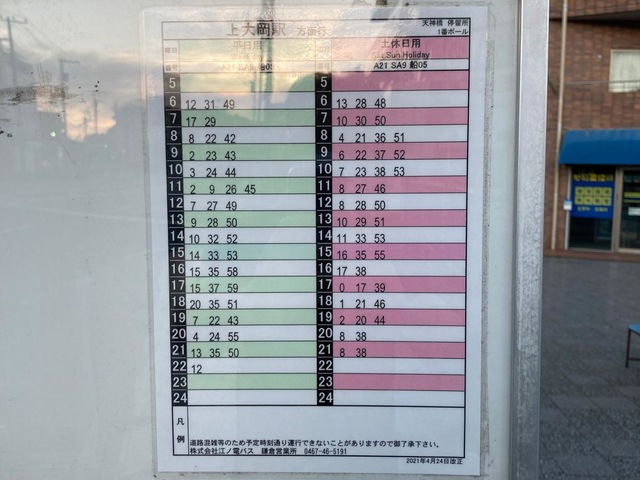 上大岡駅 方面行
天神橋 停留所
1番ポール
平日用
土休日用
Sun Holiday
A21 SA9 船05
A21 SA9 船05
5
5
6 12 31 49
6 13 28 48
7 17 29
7 10 30 50
8 8 22 42
8 4 21 36 51
9 2 23 43
9 6 22 37 52
10 3 24 44
10 7 23 38 53
11 2 9 26 45
11 8 27 46
12 7 27 49
12 8 28 50
13 9 28 50
13 10 29 51
14 10 32 52
14 11 33 53
15 14 33 53
15 16 35 55
16 15 35 58
16 17 38
17 15 37 59
17 0 17 39
18 20 35 51
18 1 21 46
19 7 22 43
19 2 20 44
20 4 24 55
20 8 38
21 13 35 50
21 8 38
22 12
22
23
23
24
24
凡例
道路混雑等のため予定時刻通り運行できないことがありますので御了承下さい。
株式会社江ノ電バス 鎌倉営業所 0467-46-5191
2021年4月24日改正